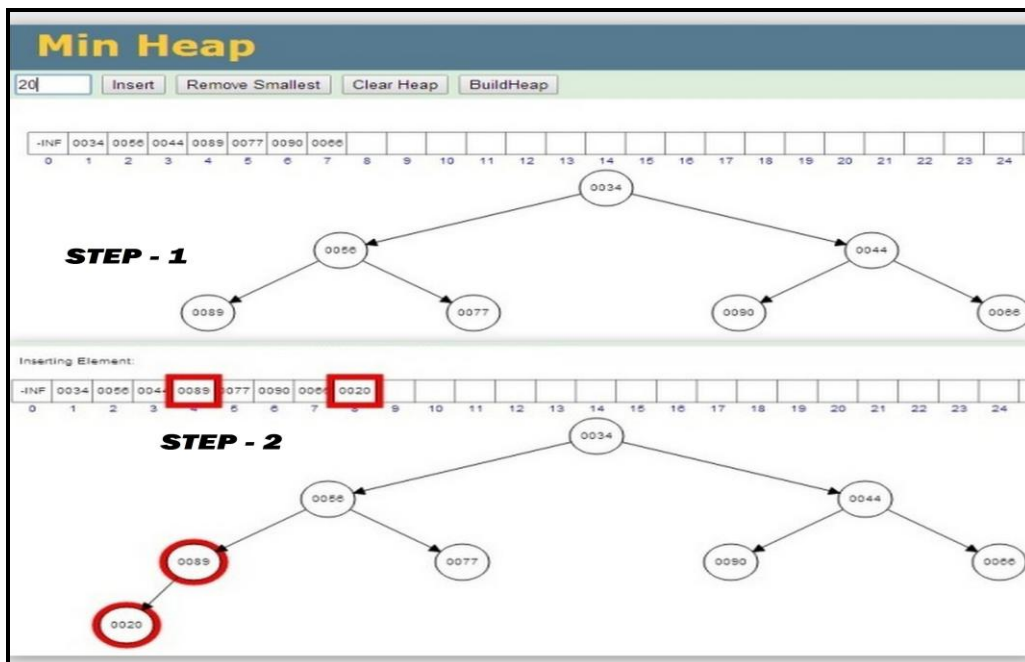 Min Heap
20 Insert Remove Smallest Clear Heap BuildHeap
-INF 0034 0056 0044 0089 0077 0090 0066
0 1 2 3 4 5 6 7 8 9 10 11 12 13 14 15 16 17 18 19 20 21 22 23 24
0034
STEP - 1 0056 0044
0089 0077 0090 0066
Inserting Element:
-INF 0034 0056 0044 0089 0077 0090 0066 0020
0 1 2 3 4 5 6 7 8 9 10 11 12 13 14 15 16 17 18 19 20 21 22 23 24
STEP - 2 0034
0056 0044
0089 0077 0090 0066
0020